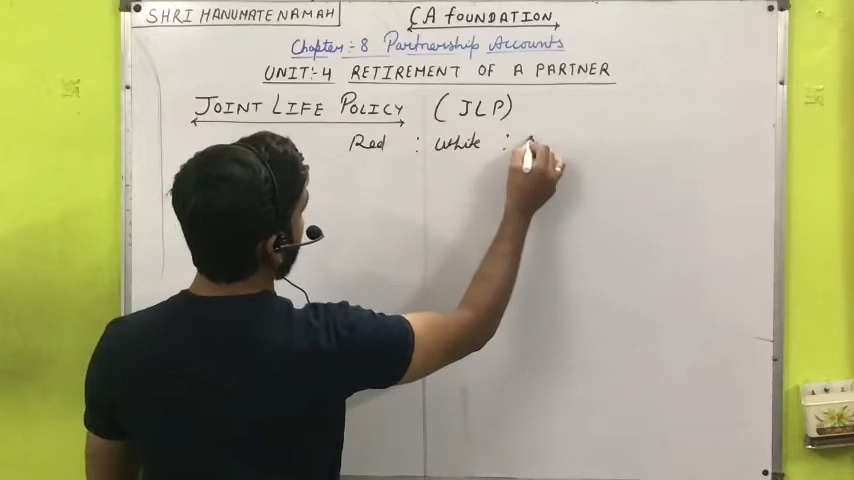 SHRI HANUMATE NAMAH
CA FOUNDATION
Chapter:- 8 Partnership Accounts
UNIT:-4 RETIREMENT OF A PARTNER
JOINT LIFE POLICY (JLP)
Red : White :